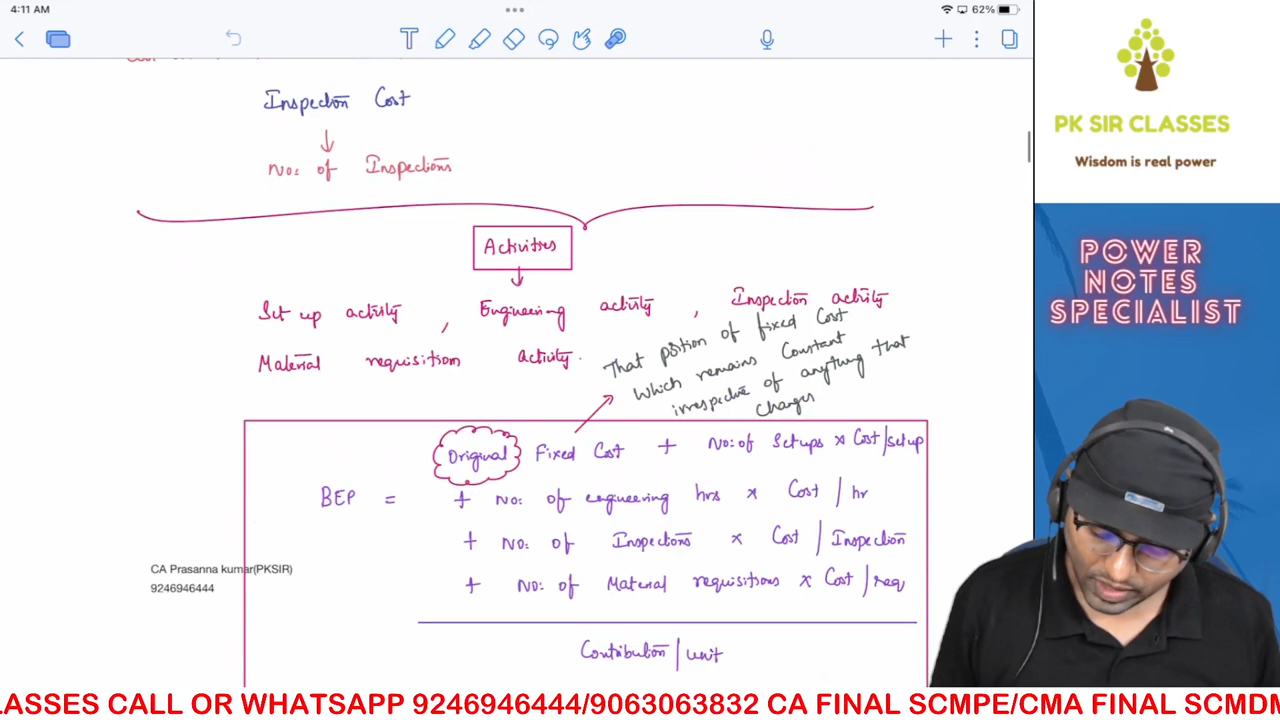 4:11 AM
62%
Inspection Cost
No: of Inspections
Activities
Set up activity , Engineering activity , Inspection activity
Material requisition activity.
That position of fixed Cost
which remains Constant
irrespective of anything that
changes
Original Fixed Cost + No: of Setups x Cost/setup
BEP = + No: of engineering hrs x Cost / hr
+ No: of Inspections x Cost / Inspection
+ No: of Material requisitions x Cost /req
Contribution / unit
CA Prasanna kumar(PKSIR)
9246946444
PK SIR CLASSES
Wisdom is real power
POWER
NOTES
SPECIALIST
LASSES CALL OR WHATSAPP 9246946444/9063063832 CA FINAL SCMPE/CMA FINAL SCMDM